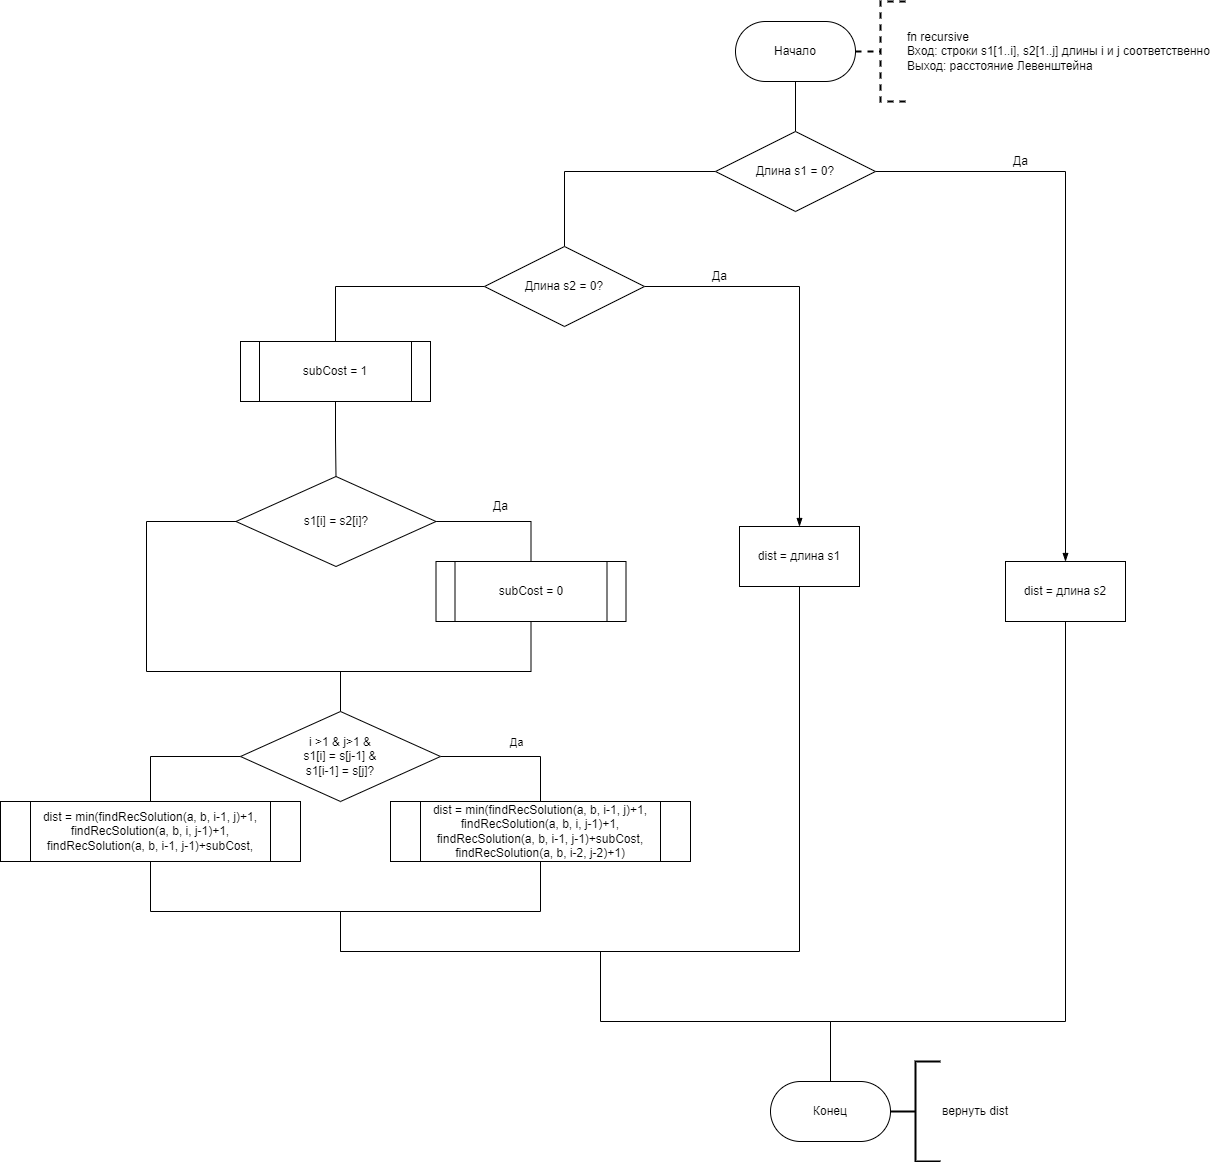 Начало
fn recursive
Вход: строки s1[1..i], s2[1..j] длины i и j соответственно
Выход: расстояние Левенштейна
Длина s1 = 0?
Да
Длина s2 = 0?
Да
subCost = 1
s1[i] = s2[i]?
Да
subCost = 0
dist = длина s1
dist = длина s2
i >1 & j>1 &
s1[i] = s[j-1] &
s1[i-1] = s[j]?
Да
dist = min(findRecSolution(a, b, i-1, j)+1,
findRecSolution(a, b, i, j-1)+1,
findRecSolution(a, b, i-1, j-1)+subCost,
dist = min(findRecSolution(a, b, i-1, j)+1,
findRecSolution(a, b, i, j-1)+1,
findRecSolution(a, b, i-1, j-1)+subCost,
findRecSolution(a, b, i-2, j-2)+1)
Конец
вернуть dist